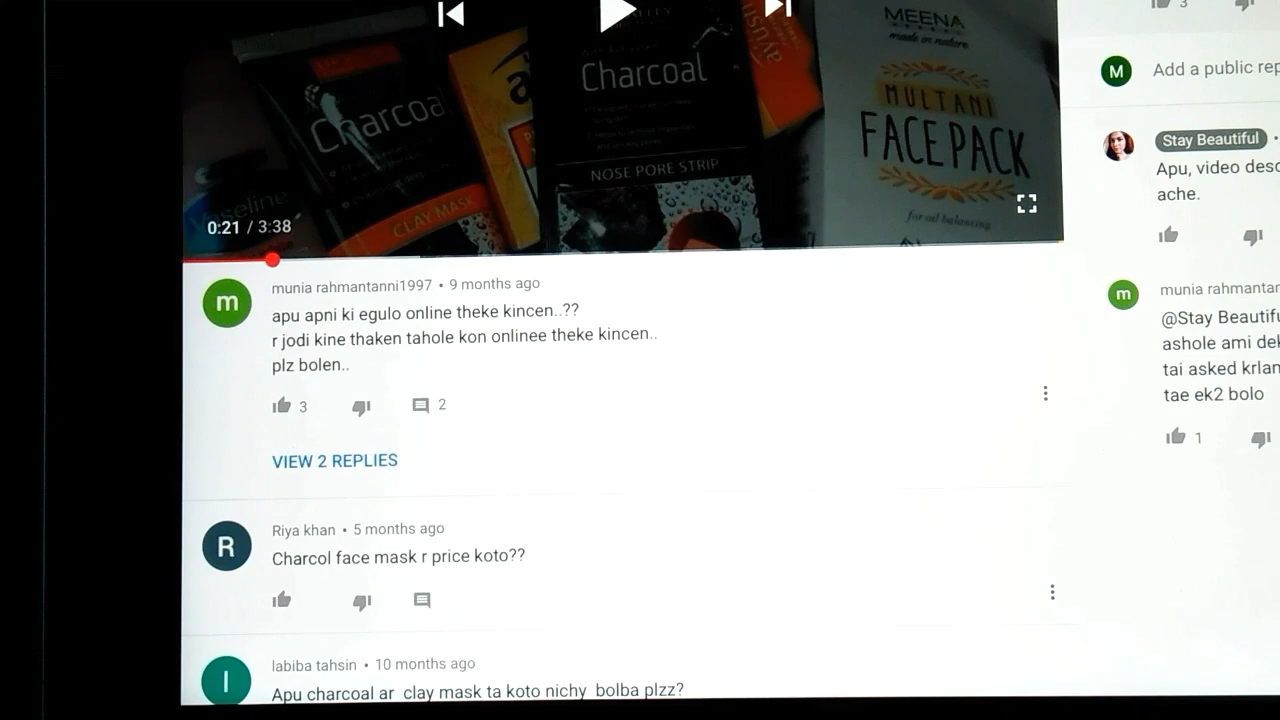 MEENA
made in nature
Charcoal
Charcoa
ayush
MULTANI
FACE PACK
NOSE PORE STRIP
Vaseline
CLAY MASK
for oil balancing
0:21 / 3:38
munia rahmantanni1997 • 9 months ago
apu apni ki egulo online theke kincen..??
r jodi kine thaken tahole kon onlinee theke kincen..
plz bolen..
3
2
VIEW 2 REPLIES
Riya khan • 5 months ago
Charcol face mask r price koto??
labiba tahsin • 10 months ago
Apu charcoal ar clay mask ta koto nichy bolba plzz?
m
R
l
3
M
Add a public rep
Stay Beautiful
Apu, video desc
ache.
m
munia rahmantar
@Stay Beautifu
ashole ami dek
tai asked krlan
tae ek2 bolo
1